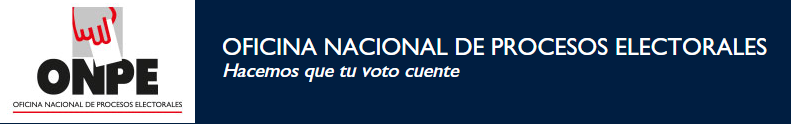 ONPE
OFICINA NACIONAL DE PROCESOS ELECTORALES
OFICINA NACIONAL DE PROCESOS ELECTORALES
Hacemos que tu voto cuente